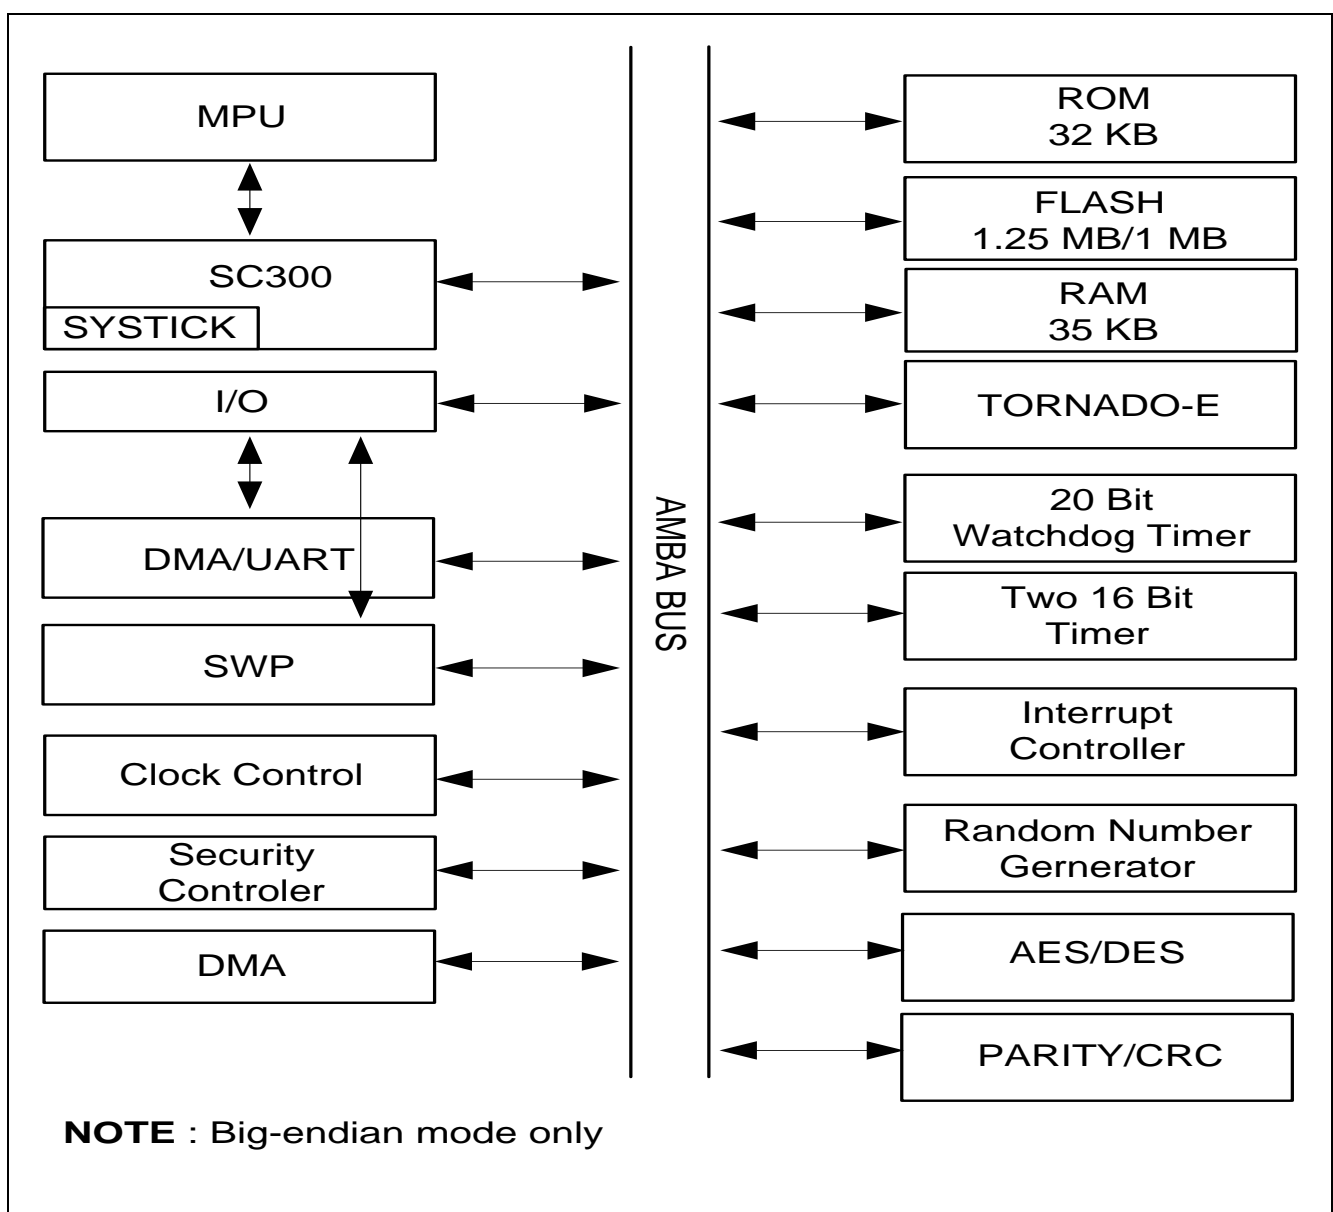 MPU
SC300
SYSTICK
I/O
DMA/UART
SWP
Clock Control
Security
Controler
DMA
AMBA BUS
ROM
32 KB
FLASH
1.25 MB/1 MB
RAM
35 KB
TORNADO-E
20 Bit
Watchdog Timer
Two 16 Bit
Timer
Interrupt
Controller
Random Number
Gernerator
AES/DES
PARITY/CRC
NOTE : Big-endian mode only